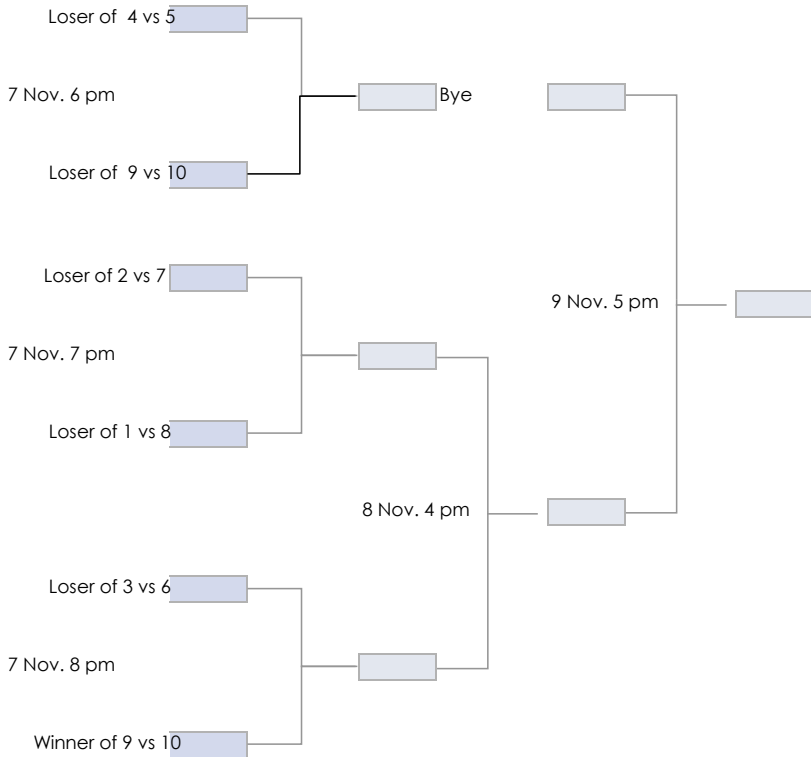 Loser of 4 vs 5
7 Nov. 6 pm
Bye
Loser of 9 vs 10
Loser of 2 vs 7
9 Nov. 5 pm
7 Nov. 7 pm
Loser of 1 vs 8
8 Nov. 4 pm
Loser of 3 vs 6
7 Nov. 8 pm
Winner of 9 vs 10